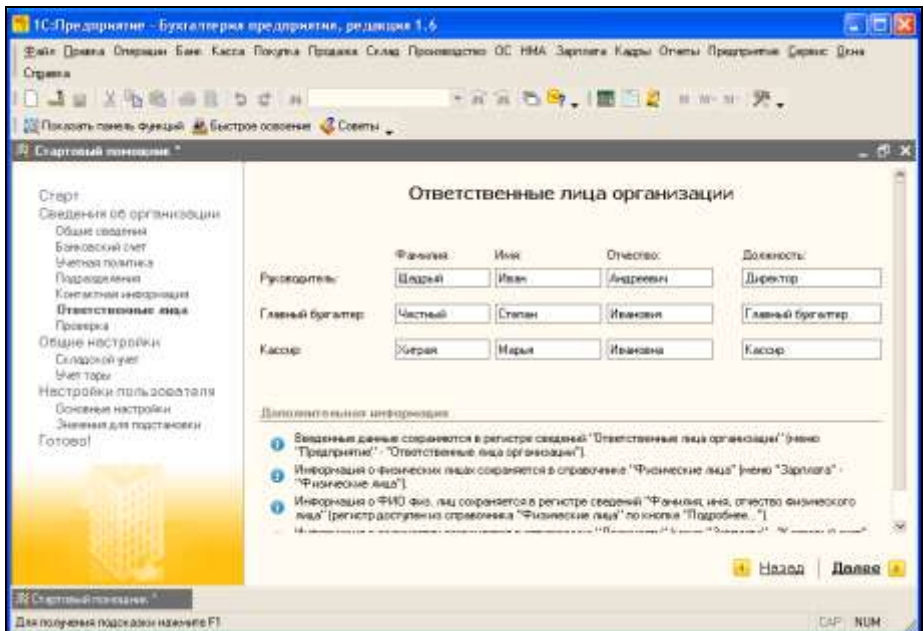 1С:Предприятие - Бухгалтерия предприятия, редакция 1.6
Файл Правка Операции Банк Касса Покупка Продажа Склад Производство ОС НМА Зарплата Кадры Отчеты Предприятие Сервис Окна
Справка
Показать панель функций Быстрое освоение Советы
Стартовый помощник *
Старт
Сведения об организации
Общие сведения
Банковский счет
Учетная политика
Подразделения
Контактная информация
Ответственные лица
Проверка
Общие настройки
Складской учет
Учет тары
Настройки пользователя
Основные настройки
Значения для подстановки
Готово!
Ответственные лица организации
Фамилия: Имя: Отчество: Должность:
Руководитель: Щедрый Иван Андреевич Директор
Главный бухгалтер: Честный Степан Иванович Главный бухгалтер
Кассир: Хитрая Марья Ивановна Кассир
Дополнительная информация
Введенные данные сохраняются в регистре сведений "Ответственные лица организации" (меню
"Предприятие" - "Ответственные лица организации").
Информация о физических лицах сохраняется в справочнике "Физические лица" (меню "Зарплата" -
"Физические лица").
Информация о ФИО физ. лиц сохраняется в регистре сведений "Фамилия, имя, отчество физического
лица" (регистр доступен из справочника "Физические лица" по кнопке "Подробнее...")
Назад Далее
Стартовый помощник *
Для получения подсказки нажмите F1
CAP NUM